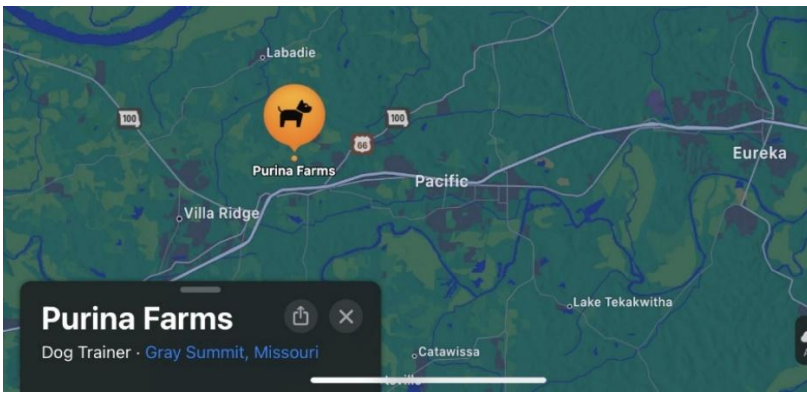 Labadie
100
100
66
Purina Farms
Pacific
Eureka
Villa Ridge
Lake Tekakwitha
Catawissa
Purina Farms
Dog Trainer · Gray Summit, Missouri